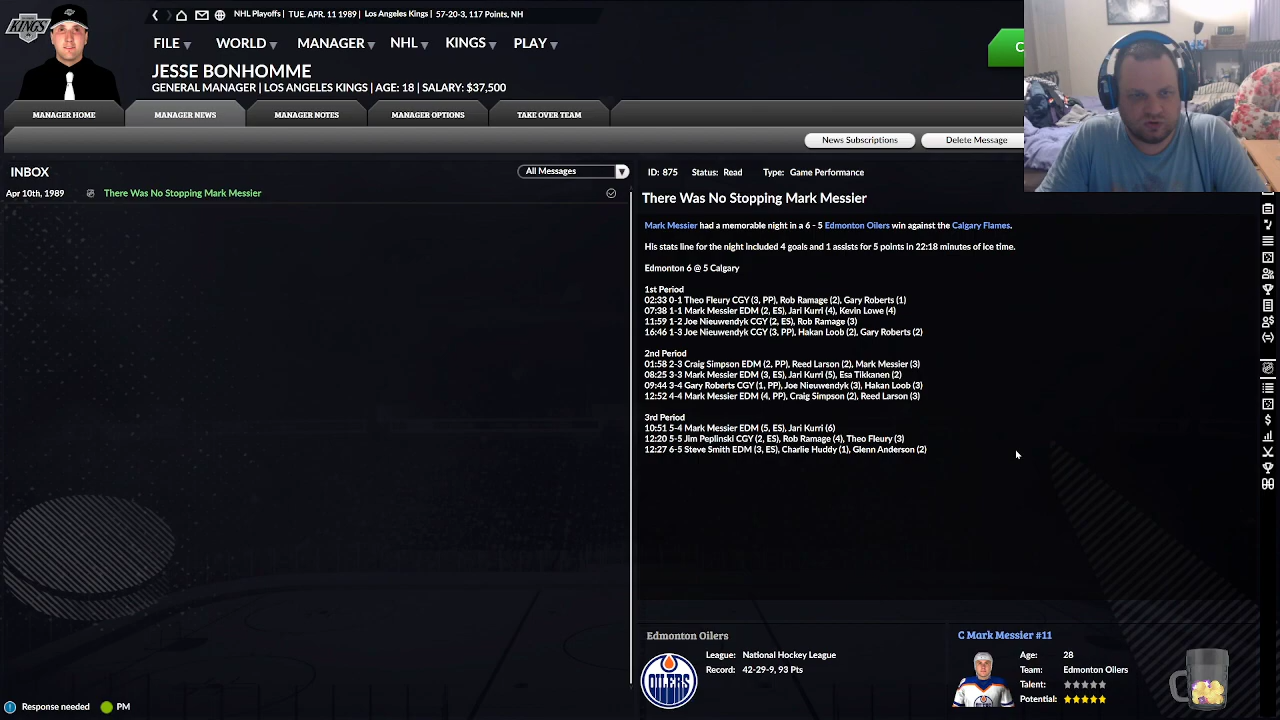 KINGS
NHL Playoffs | TUE. APR. 11 1989 | Los Angeles Kings | 57-20-3, 117 Points, NH
FILE WORLD MANAGER NHL KINGS PLAY
C
JESSE BONHOMME
GENERAL MANAGER | LOS ANGELES KINGS | AGE: 18 | SALARY: $37,500
MANAGER HOME MANAGER NEWS MANAGER NOTES MANAGER OPTIONS TAKE OVER TEAM
News Subscriptions Delete Message
INBOX All Messages
Apr 10th, 1989 There Was No Stopping Mark Messier
ID: 875 Status: Read Type: Game Performance
There Was No Stopping Mark Messier
Mark Messier had a memorable night in a 6 - 5 Edmonton Oilers win against the Calgary Flames.
His stats line for the night included 4 goals and 1 assists for 5 points in 22:18 minutes of ice time.
Edmonton 6 @ 5 Calgary
1st Period
02:33 0-1 Theo Fleury CGY (3, PP), Rob Ramage (2), Gary Roberts (1)
07:38 1-1 Mark Messier EDM (2, ES), Jari Kurri (4), Kevin Lowe (4)
11:59 1-2 Joe Nieuwendyk CGY (2, ES), Rob Ramage (3)
16:46 1-3 Joe Nieuwendyk CGY (3, PP), Hakan Loob (2), Gary Roberts (2)
2nd Period
01:58 2-3 Craig Simpson EDM (2, PP), Reed Larson (2), Mark Messier (3)
08:25 3-3 Mark Messier EDM (3, ES), Jari Kurri (5), Esa Tikkanen (2)
09:44 3-4 Gary Roberts CGY (1, PP), Joe Nieuwendyk (3), Hakan Loob (3)
12:52 4-4 Mark Messier EDM (4, PP), Craig Simpson (2), Reed Larson (3)
3rd Period
10:51 5-4 Mark Messier EDM (5, ES), Jari Kurri (6)
12:20 5-5 Jim Peplinski CGY (2, ES), Rob Ramage (4), Theo Fleury (3)
12:27 6-5 Steve Smith EDM (3, ES), Charlie Huddy (1), Glenn Anderson (2)
Edmonton Oilers
League: National Hockey League
Record: 42-29-9, 93 Pts
OILERS
C Mark Messier #11
Age: 28
Team: Edmonton Oilers
Talent:
Potential:
Response needed PM